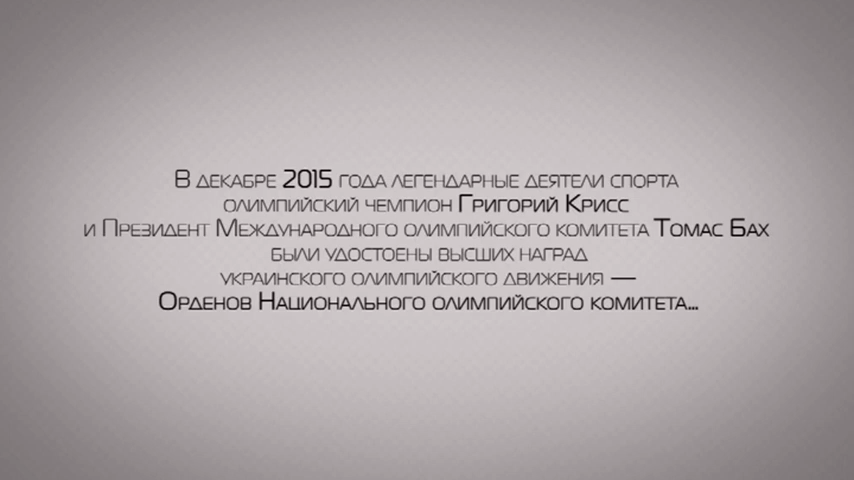 В декабре 2015 года легендарные деятели спорта
олимпийский чемпион Григорий Крисс
и Президент Международного олимпийского комитета Томас Бах
были удостоены высших наград
украинского олимпийского движения —
Орденов Национального олимпийского комитета...